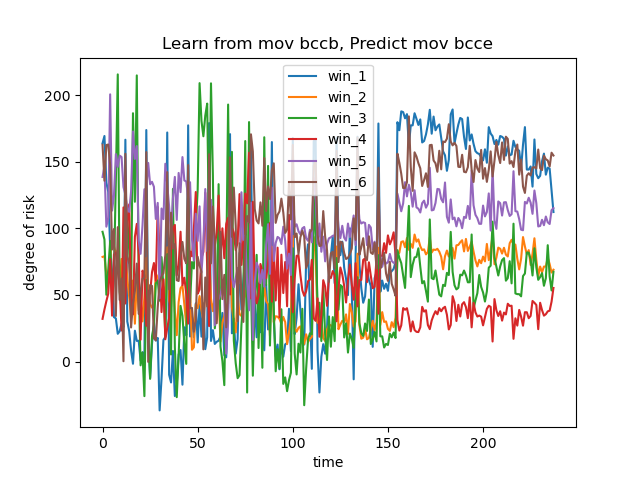 Learn from mov bccb, Predict mov bcce
degree of risk
200
150
100
50
0
win_1
win_2
win_3
win_4
win_5
win_6
0 50 100 150 200
time